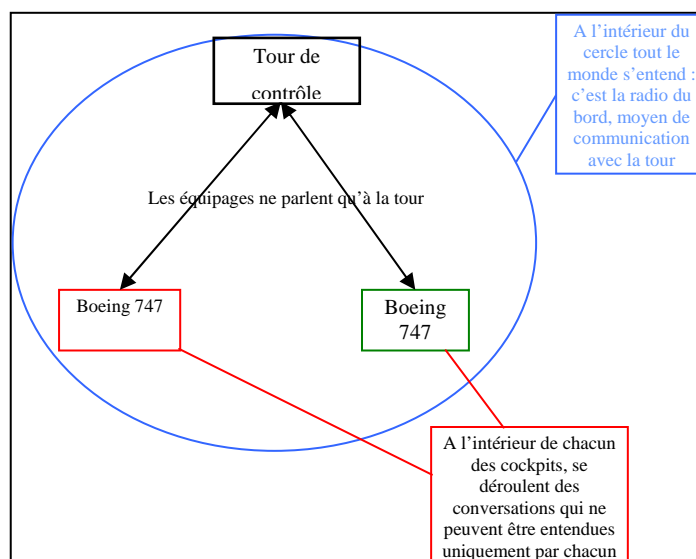 A l’intérieur du
cercle tout le
monde s’entend :
c’est la radio du
bord, moyen de
communication
avec la tour
Tour de
contrôle
Les équipages ne parlent qu’à la tour
Boeing 747
Boeing
747
A l’intérieur de chacun
des cockpits, se
déroulent des
conversations qui ne
peuvent être entendues
uniquement par chacun